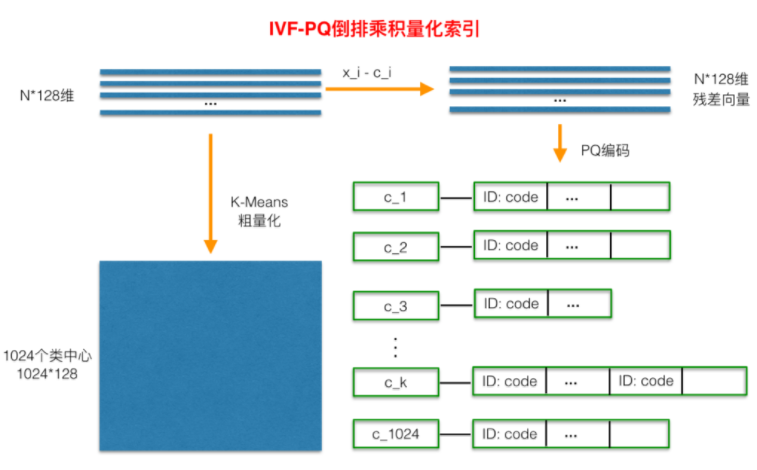 IVF-PQ倒排乘积量化索引
N*128维
...
x_i - c_i
...
N*128维
残差向量
K-Means
粗量化
PQ编码
1024个类中心
1024*128
c_1
ID: code
...
c_2
ID: code
...
c_3
ID: code
...
...
c_k
ID: code
...
ID: code
c_1024
ID: code
...